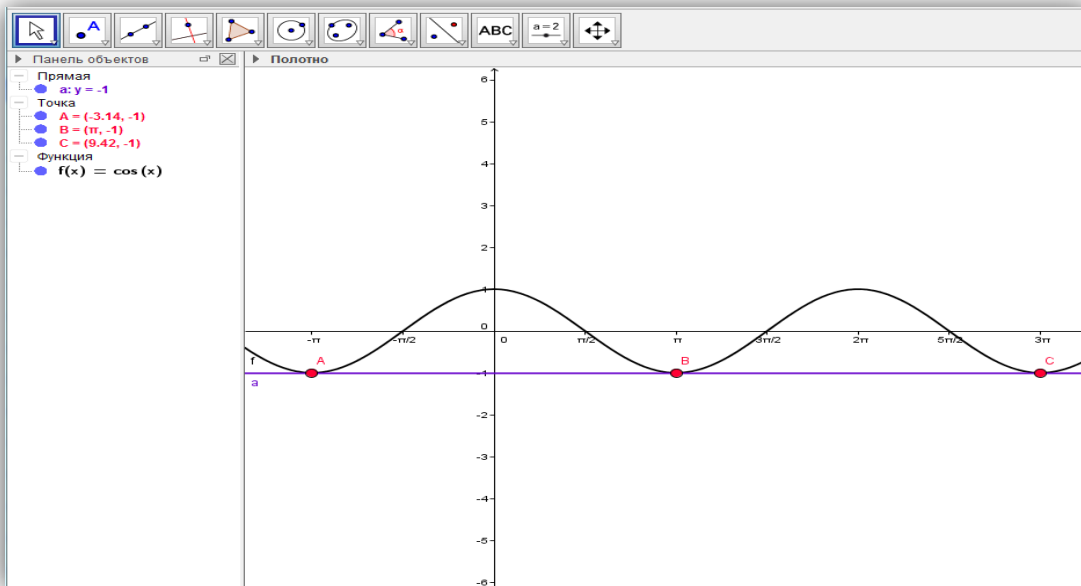 A
α
ABC
a=2
Панель объектов
Полотно
Прямая
a: y = -1
Точка
A = (-3.14, -1)
B = (π, -1)
C = (9.42, -1)
Функция
f(x) = cos (x)
6
5
4
3
2
1
0
-π
-π/2
0
π/2
π
3π/2
2π
5π/2
3π
f
A
B
C
a
-1
-2
-3
-4
-5
-6